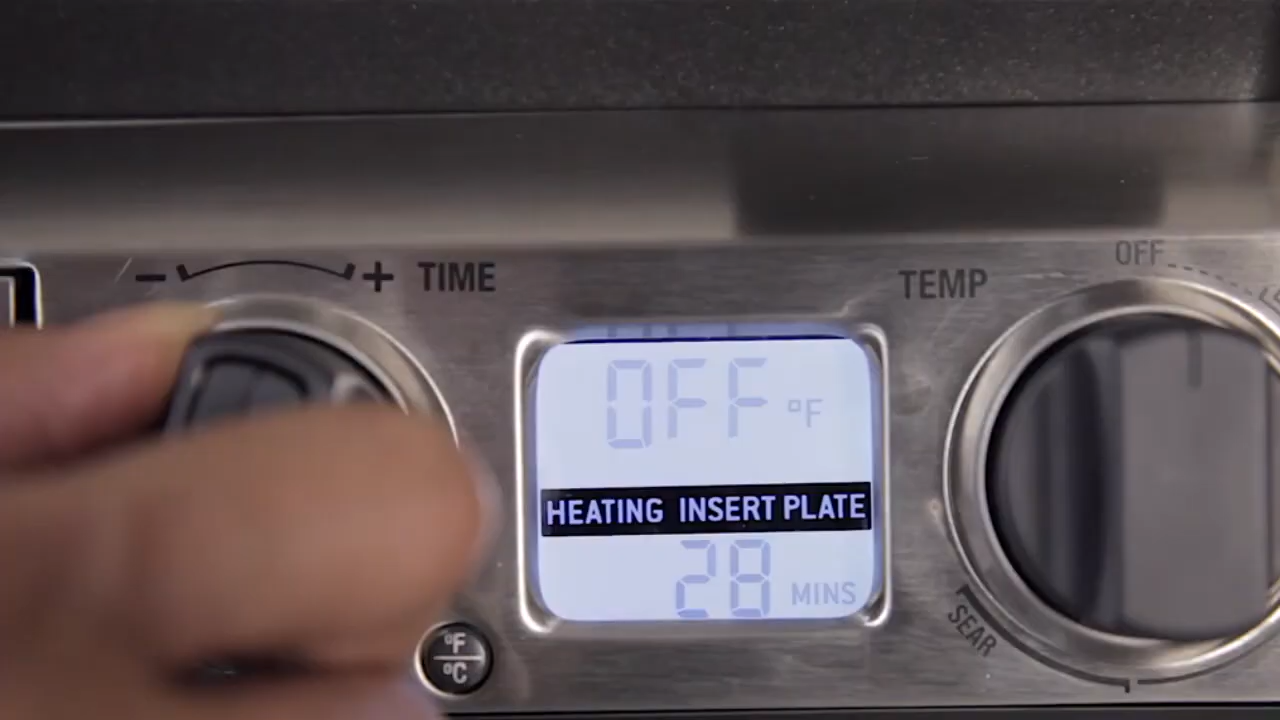 OFF
− + TIME
TEMP
OFF °F
HEATING INSERT PLATE
28 MINS
SEAR
°F
°C